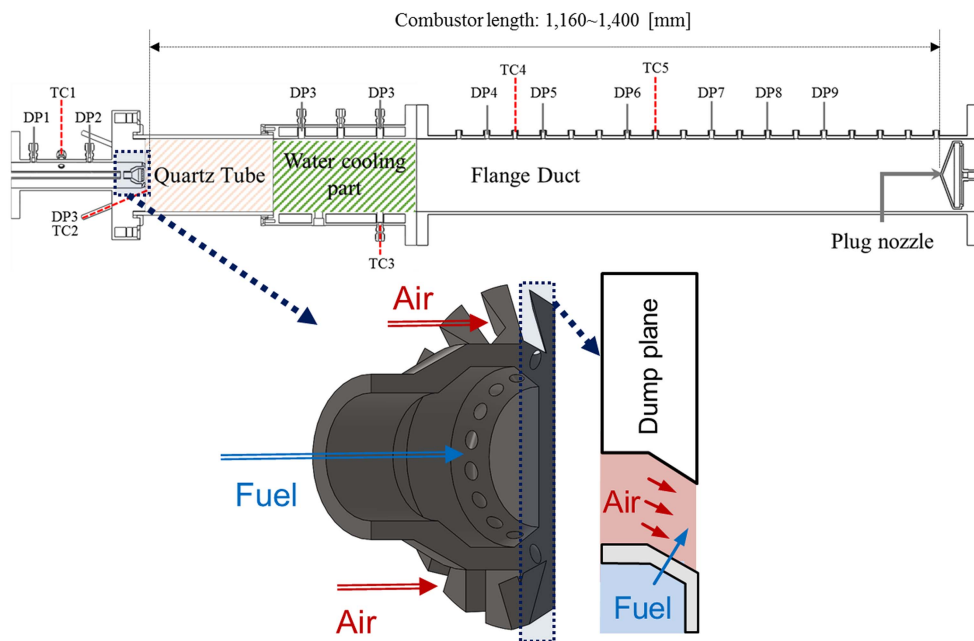 Combustor length: 1,160~1,400 [mm]
TC1
DP1
DP2
DP3
DP3
TC4
TC5
DP4
DP5
DP6
DP7
DP8
DP9
Quartz Tube
Water cooling
part
Flange Duct
DP3
TC2
TC3
Plug nozzle
Air
Fuel
Air
Dump plane
Air
Fuel